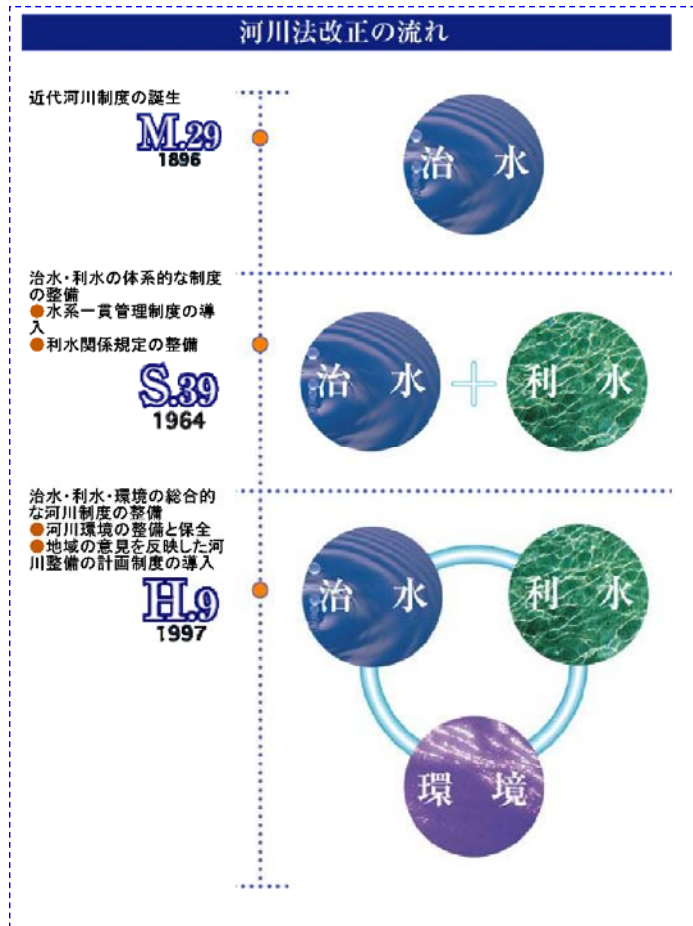 河川法改正の流れ
近代河川制度の誕生
M.29
1896
治水
治水・利水の体系的な制度
の整備
●水系一貫管理制度の導
入
●利水関係規定の整備
S.39
1964
治水
利水
治水・利水・環境の総合的
な河川制度の整備
●河川環境の整備と保全
●地域の意見を反映した河
川整備の計画制度の導入
H.9
1997
治水
利水
環境